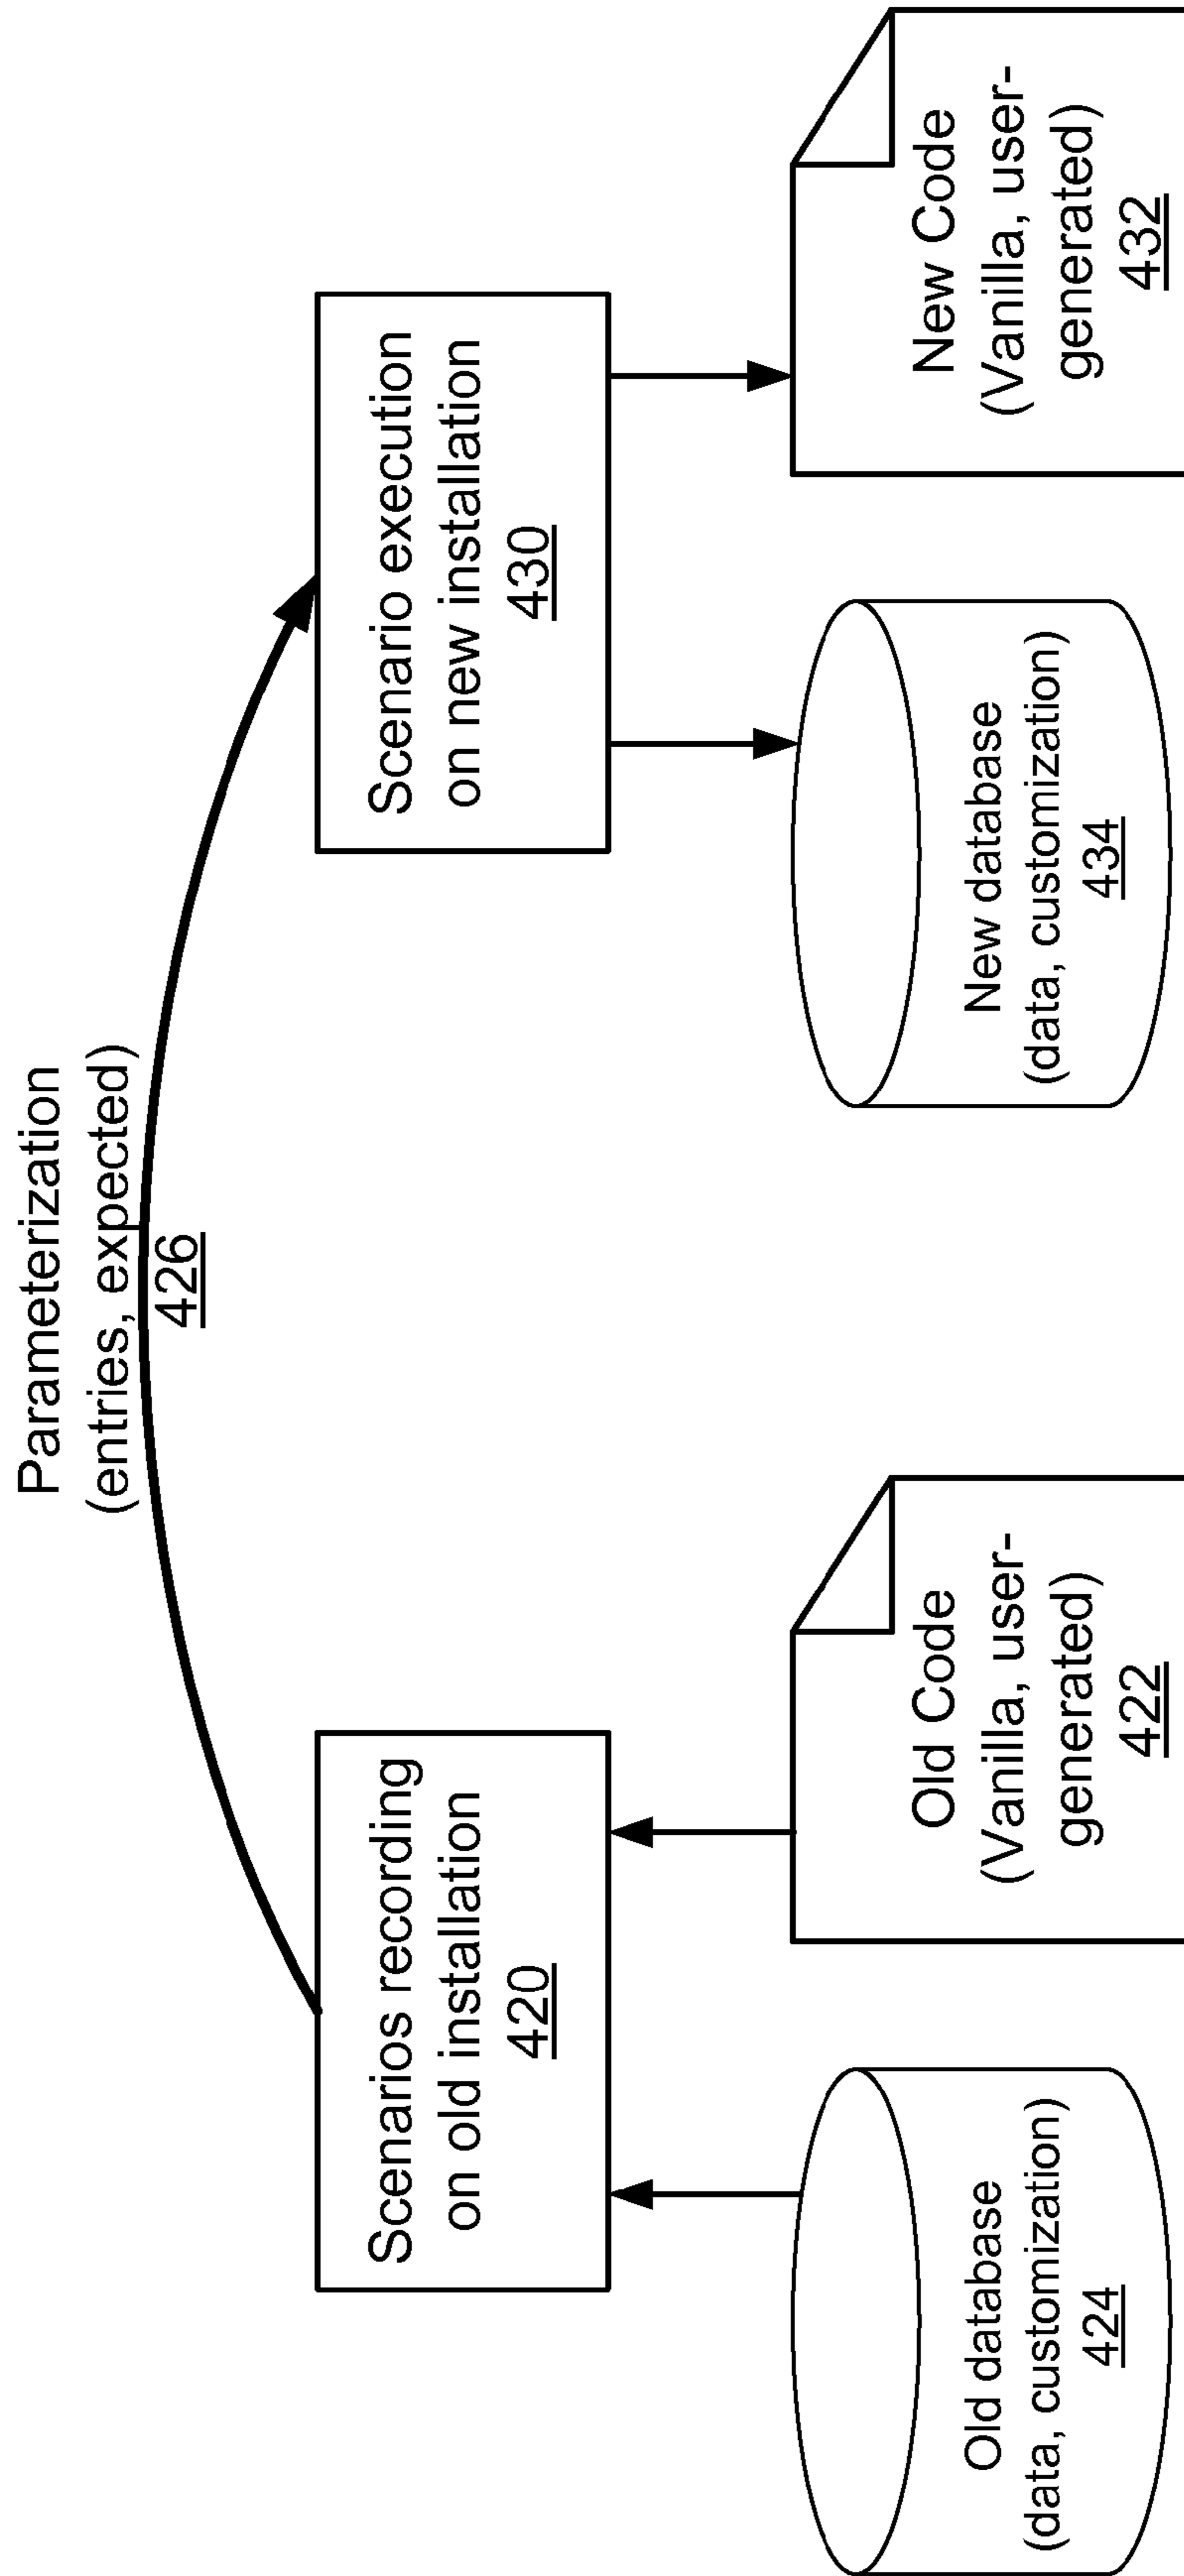 Parameterization
(entries, expected)
426
Scenarios recording
on old installation
420
Scenario execution
on new installation
430
Old database
(data, customization)
424
Old Code
(Vanilla, user-
generated)
422
New database
(data, customization)
434
New Code
(Vanilla, user-
generated)
432